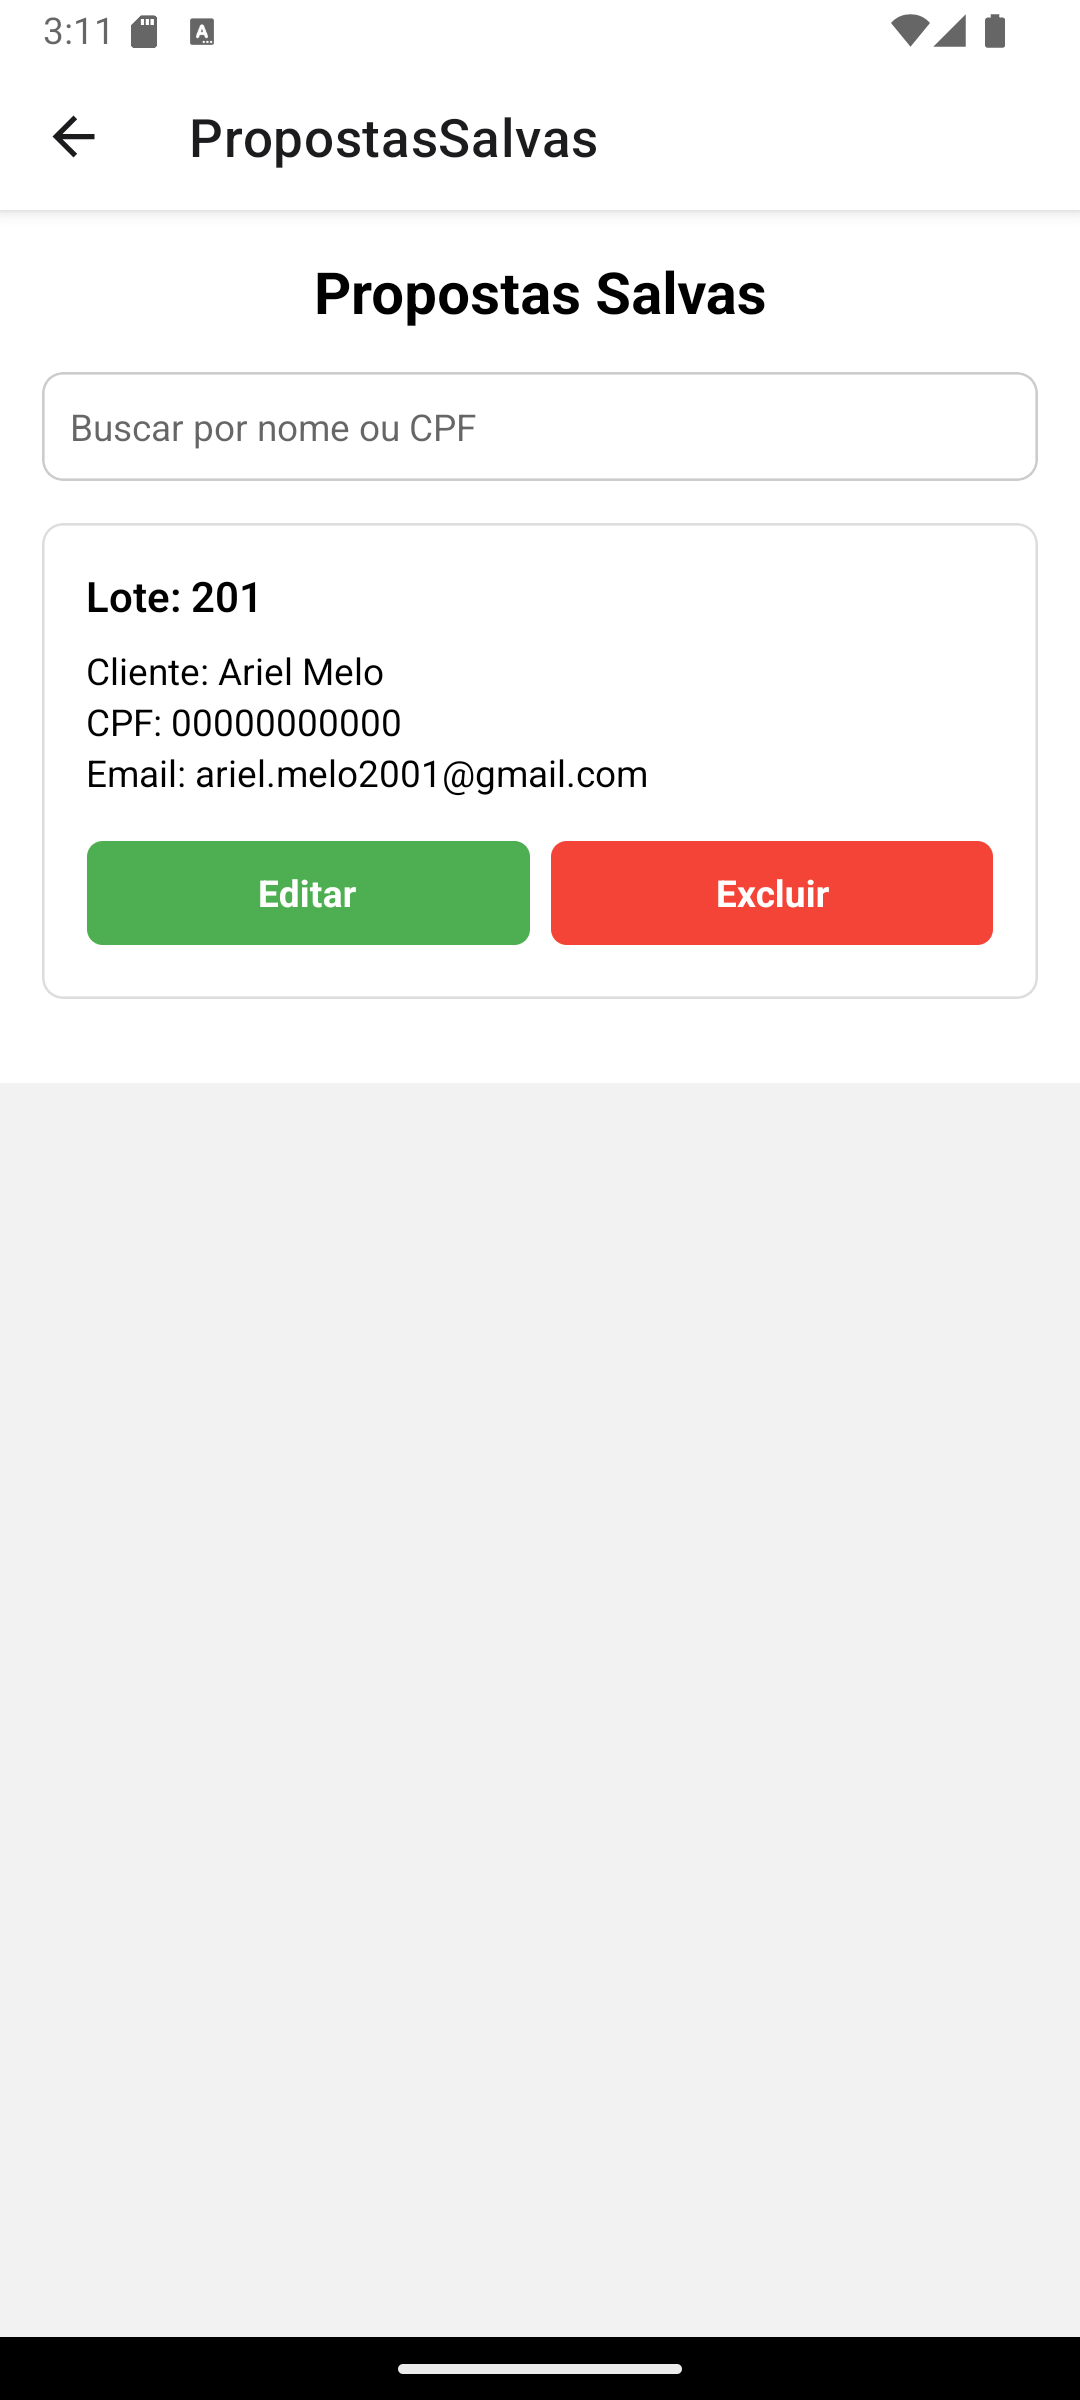 3:11
PropostasSalvas
Propostas Salvas
Buscar por nome ou CPF
Lote: 201
Cliente: Ariel Melo
CPF: 00000000000
Email: ariel.melo2001@gmail.com
Editar
Excluir